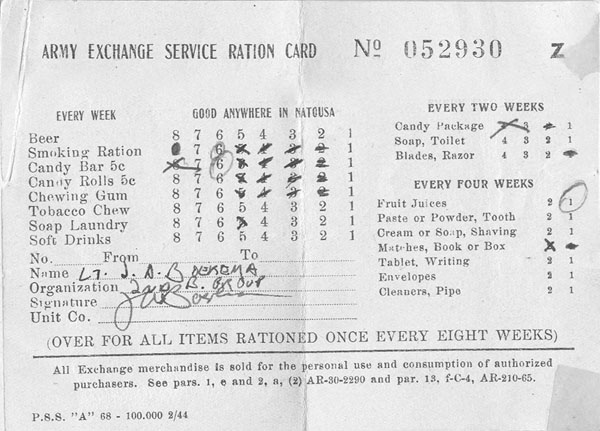 ARMY EXCHANGE SERVICE RATION CARD Nº 052930 Z
EVERY WEEK GOOD ANYWHERE IN NATOUSA
Beer 8 7 6 5 4 3 2 1
Smoking Ration 8 7 6 5 4 3 2 1
Candy Bar 5c 8 7 6 5 4 3 2 1
Candy Rolls 5c 8 7 6 5 4 3 2 1
Chewing Gum 8 7 6 5 4 3 2 1
Tobacco Chew 8 7 6 5 4 3 2 1
Soap Laundry 8 7 6 5 4 3 2 1
Soft Drinks 8 7 6 5 4 3 2 1
No. From To
Name LT. J. A. B
Organization 2ND B. GROUP
Signature
Unit Co.
EVERY TWO WEEKS
Candy Package 4 3 2 1
Soap, Toilet 4 3 2 1
Blades, Razor 4 3 2 1
EVERY FOUR WEEKS
Fruit Juices 2 1
Paste or Powder, Tooth 2 1
Cream or Soap, Shaving 2 1
Matches, Book or Box 2 1
Tablet, Writing 2 1
Envelopes 2 1
Cleaners, Pipe 2 1
(OVER FOR ALL ITEMS RATIONED ONCE EVERY EIGHT WEEKS)
All Exchange merchandise is sold for the personal use and consumption of authorized
purchasers. See pars. 1, e and 2, a, (2) AR-30-2290 and par. 13, f-C-4, AR-210-65.
P.S.S. "A" 68 - 100.000 2/44